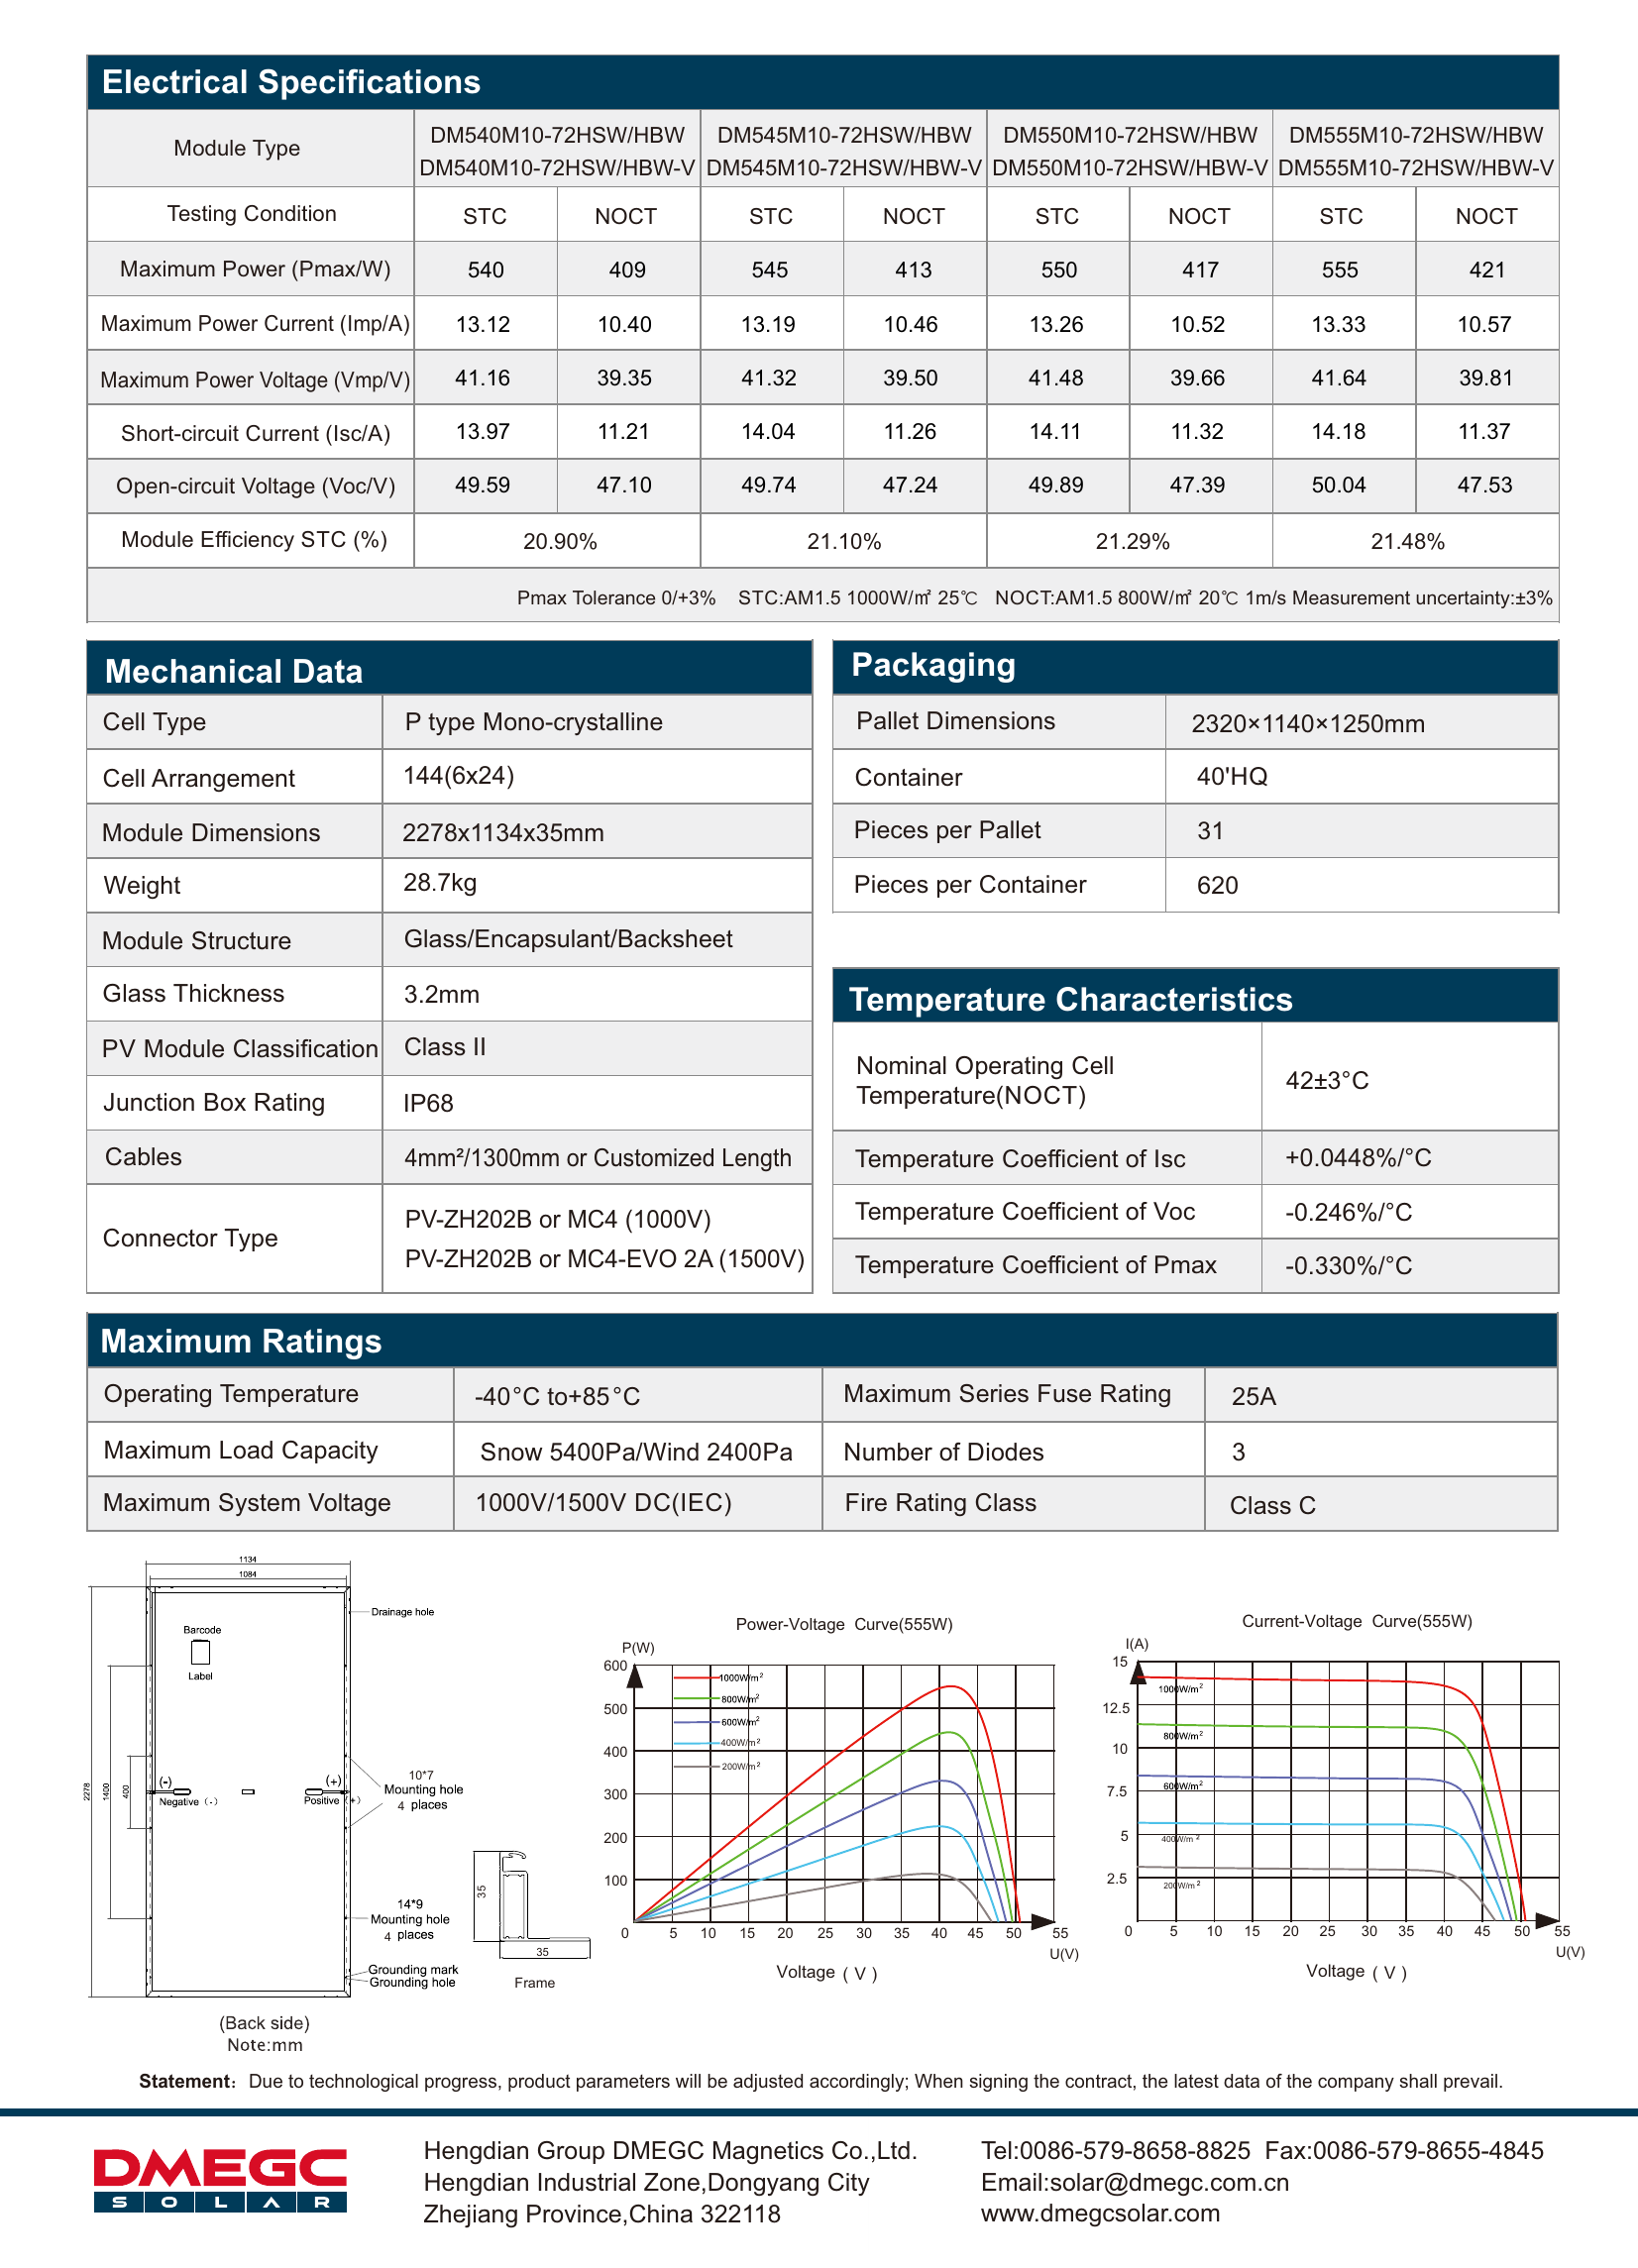 Electrical Specifications
Module Type
DM540M10-72HSW/HBW DM545M10-72HSW/HBW DM550M10-72HSW/HBW DM555M10-72HSW/HBW
DM540M10-72HSW/HBW-V DM545M10-72HSW/HBW-V DM550M10-72HSW/HBW-V DM555M10-72HSW/HBW-V
Testing Condition STC NOCT STC NOCT STC NOCT STC NOCT
Maximum Power (Pmax/W) 540 409 545 413 550 417 555 421
Maximum Power Current (Imp/A) 13.12 10.40 13.19 10.46 13.26 10.52 13.33 10.57
Maximum Power Voltage (Vmp/V) 41.16 39.35 41.32 39.50 41.48 39.66 41.64 39.81
Short-circuit Current (Isc/A) 13.97 11.21 14.04 11.26 14.11 11.32 14.18 11.37
Open-circuit Voltage (Voc/V) 49.59 47.10 49.74 47.24 49.89 47.39 50.04 47.53
Module Efficiency STC (%) 20.90% 21.10% 21.29% 21.48%
Pmax Tolerance 0/+3% STC:AM1.5 1000W/㎡ 25℃ NOCT:AM1.5 800W/㎡ 20℃ 1m/s Measurement uncertainty:±3%
Mechanical Data
Cell Type P type Mono-crystalline
Cell Arrangement 144(6x24)
Module Dimensions 2278x1134x35mm
Weight 28.7kg
Module Structure Glass/Encapsulant/Backsheet
Glass Thickness 3.2mm
PV Module Classification Class II
Junction Box Rating IP68
Cables 4mm²/1300mm or Customized Length
Connector Type
PV-ZH202B or MC4 (1000V)
PV-ZH202B or MC4-EVO 2A (1500V)
Packaging
Pallet Dimensions 2320×1140×1250mm
Container 40'HQ
Pieces per Pallet 31
Pieces per Container 620
Temperature Characteristics
Nominal Operating Cell
Temperature(NOCT)
42±3°C
Temperature Coefficient of Isc +0.0448%/°C
Temperature Coefficient of Voc -0.246%/°C
Temperature Coefficient of Pmax -0.330%/°C
Maximum Ratings
Operating Temperature -40°C to+85°C Maximum Series Fuse Rating 25A
Maximum Load Capacity Snow 5400Pa/Wind 2400Pa Number of Diodes 3
Maximum System Voltage 1000V/1500V DC(IEC) Fire Rating Class Class C
1134
1084
Drainage hole
Barcode
Label
2278
1400
400
(-)
(+)
Negative (-)
Positive (+)
10*7
Mounting hole
4 places
14*9
Mounting hole
4 places
Grounding mark
Grounding hole
(Back side)
Note:mm
35
35
Frame
Power-Voltage Curve(555W)
P(W)
600
500
400
300
200
100
1000W/m²
800W/m²
600W/m²
400W/m²
200W/m²
0 5 10 15 20 25 30 35 40 45 50 55
U(V)
Voltage ( V )
Current-Voltage Curve(555W)
I(A)
15
12.5
10
7.5
5
2.5
1000W/m²
800W/m²
600W/m²
400W/m²
200W/m²
0 5 10 15 20 25 30 35 40 45 50 55
U(V)
Voltage ( V )
Statement： Due to technological progress, product parameters will be adjusted accordingly; When signing the contract, the latest data of the company shall prevail.
DMEGC
SOLAR
Hengdian Group DMEGC Magnetics Co.,Ltd.
Hengdian Industrial Zone,Dongyang City
Zhejiang Province,China 322118
Tel:0086-579-8658-8825 Fax:0086-579-8655-4845
Email:solar@dmegc.com.cn
www.dmegcsolar.com